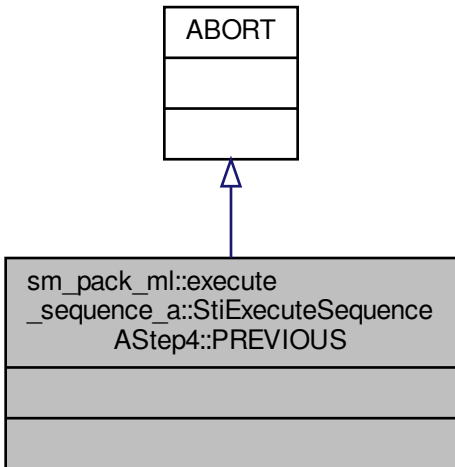 ABORT
sm_pack_ml::execute
_sequence_a::StiExecuteSequence
AStep4::PREVIOUS